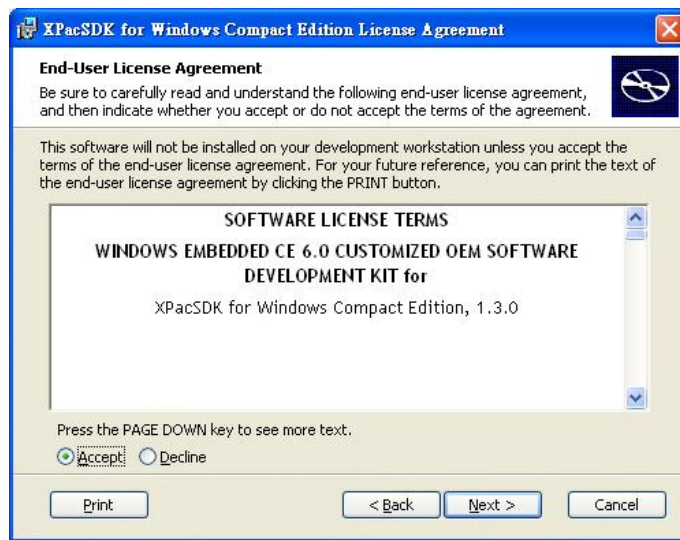 XPacSDK for Windows Compact Edition License Agreement
End-User License Agreement
Be sure to carefully read and understand the following end-user license agreement,
and then indicate whether you accept or do not accept the terms of the agreement.
This software will not be installed on your development workstation unless you accept the
terms of the end-user license agreement. For your future reference, you can print the text of
the end-user license agreement by clicking the PRINT button.
SOFTWARE LICENSE TERMS
WINDOWS EMBEDDED CE 6.0 CUSTOMIZED OEM SOFTWARE
DEVELOPMENT KIT for
XPacSDK for Windows Compact Edition, 1.3.0
Press the PAGE DOWN key to see more text.
Accept Decline
Print < Back Next > Cancel